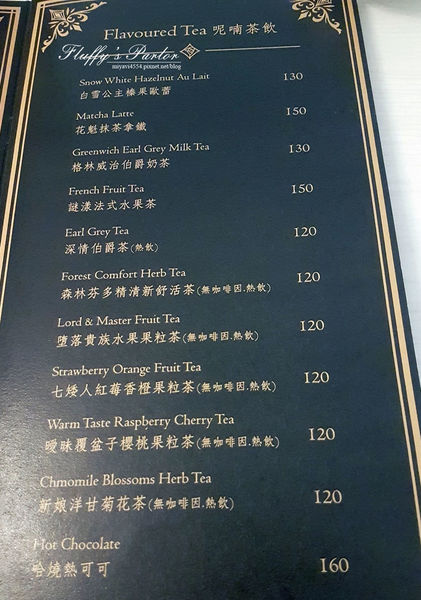 Flavoured Tea 呢喃茶飲
Fluffy's Parlor
miyavi4554.pixnet.net/blog
Snow White Hazelnut Au Lait 130
白雪公主榛果歐蕾
Matcha Latte 150
花魁抹茶拿鐵
Greenwich Earl Grey Milk Tea 130
格林威治伯爵奶茶
French Fruit Tea 150
謎漾法式水果茶
Earl Grey Tea 120
深情伯爵茶(熱飲)
Forest Comfort Herb Tea 120
森林芬多精清新舒活茶(無咖啡因.熱飲)
Lord & Master Fruit Tea 120
墮落貴族水果果粒茶(無咖啡因.熱飲)
Strawberry Orange Fruit Tea 120
七矮人紅莓香橙果粒茶(無咖啡因.熱飲)
Warm Taste Raspberry Cherry Tea 120
曖昧覆盆子櫻桃果粒茶(無咖啡因.熱飲)
Chmomile Blossoms Herb Tea 120
新娘洋甘菊花茶(無咖啡因.熱飲)
Hot Chocolate 160
哈燒熱可可